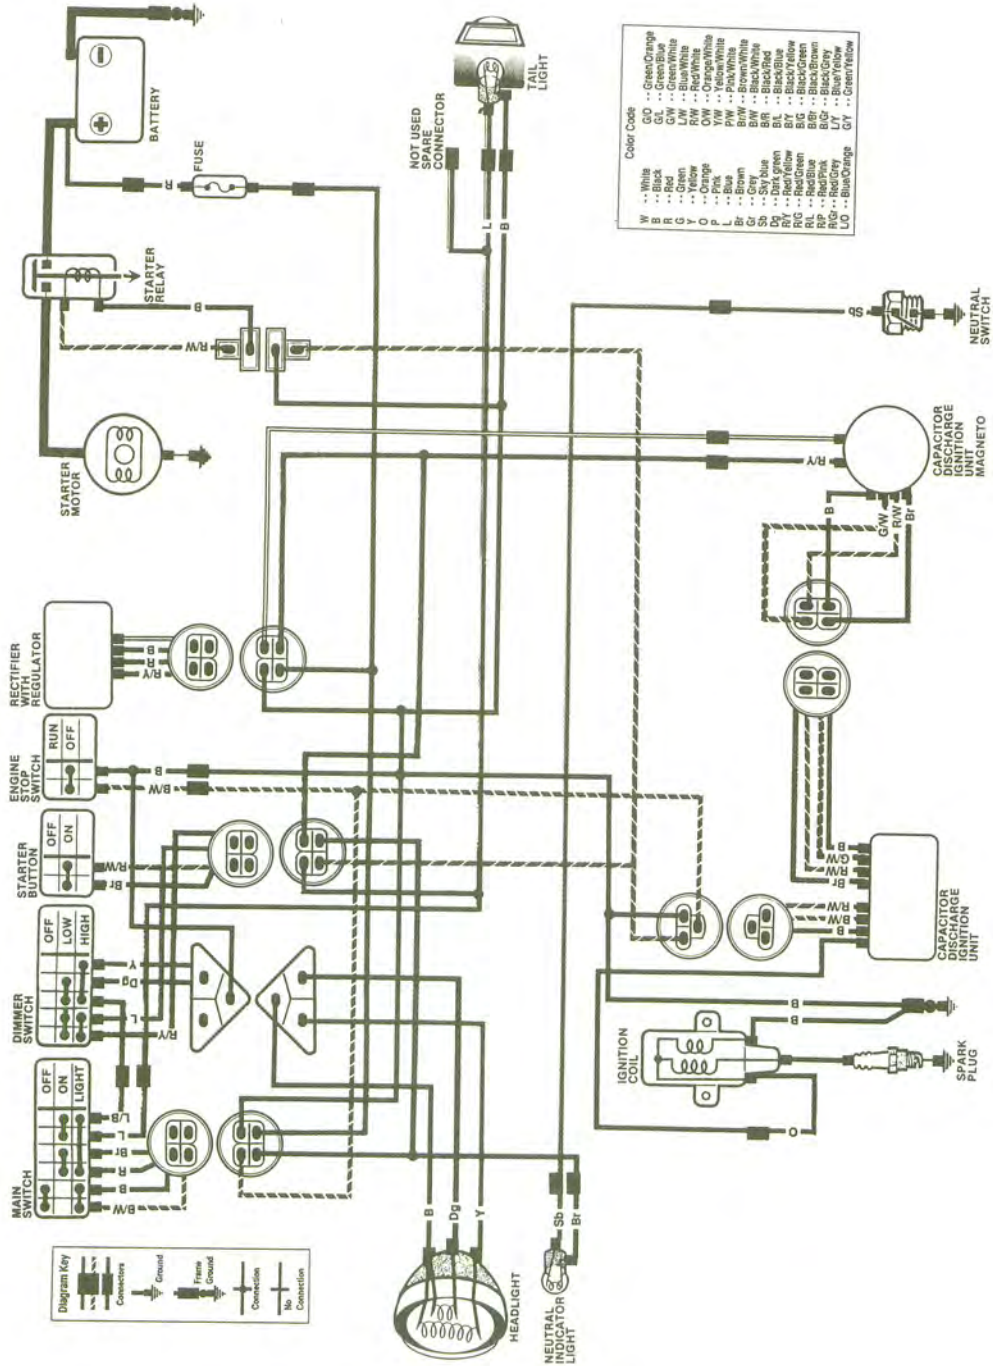 MAIN
SWITCH
OFF
ON
LIGHT
B/W
B
R
Br
L
L/B
DIMMER
SWITCH
OFF
LOW
HIGH
R/Y
L
Dg
Y
STARTER
BUTTON
OFF
ON
Br
R/W
ENGINE
STOP
SWITCH
RUN
OFF
B/W
B
RECTIFIER
WITH
REGULATOR
R/Y
R
B
STARTER
MOTOR
STARTER
RELAY
R/W
B
BATTERY
R
FUSE
NOT USED
SPARE
CONNECTOR
L
B
TAIL
LIGHT
Color Code
W -- White
B -- Black
R -- Red
G -- Green
Y -- Yellow
O -- Orange
P -- Pink
L -- Blue
Br -- Brown
Gr -- Grey
Sb -- Sky blue
Dg -- Dark green
R/Y -- Red/Yellow
R/G -- Red/Green
R/L -- Red/Blue
R/P -- Red/Pink
R/Gr -- Red/Grey
L/O -- Blue/Orange
G/O -- Green/Orange
G/L -- Green/Blue
G/W -- Green/White
L/W -- Blue/White
R/W -- Red/White
O/W -- Orange/White
Y/W -- Yellow/White
P/W -- Pink/White
Br/W -- Brown/White
B/W -- Black/White
B/R -- Black/Red
B/L -- Black/Blue
B/Y -- Black/Yellow
B/G -- Black/Green
B/Br -- Black/Brown
B/Gr -- Black/Grey
L/Y -- Blue/Yellow
G/Y -- Green/Yellow
Diagram Key
Connectors
Ground
Frame
Ground
Connection
No
Connection
B
Dg
Y
HEADLIGHT
Sb
Br
NEUTRAL
INDICATOR
LIGHT
IGNITION
COIL
O
B
B
SPARK
PLUG
R/W
B/W
B
Br
R/W
G/W
B
CAPACITOR
DISCHARGE
IGNITION
UNIT
B
G/W
R/W
Br
R/Y
CAPACITOR
DISCHARGE
IGNITION
UNIT
MAGNETO
Sb
NEUTRAL
SWITCH